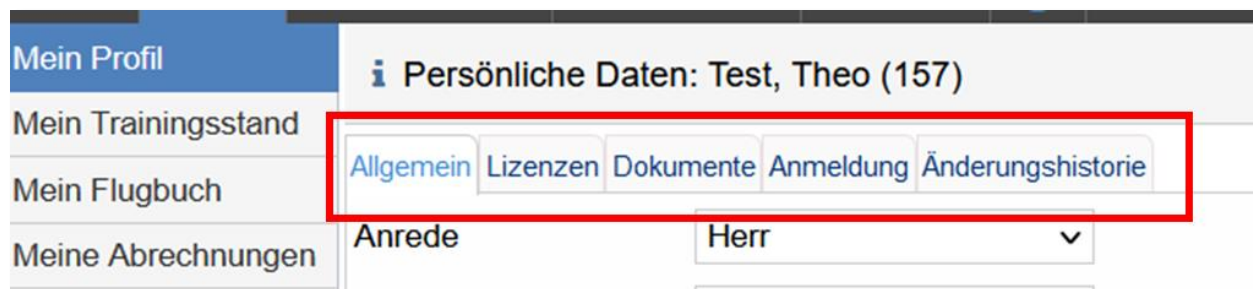 Mein Profil
Mein Trainingsstand
Mein Flugbuch
Meine Abrechnungen
i Persönliche Daten: Test, Theo (157)
Allgemein Lizenzen Dokumente Anmeldung Änderungshistorie
Anrede Herr